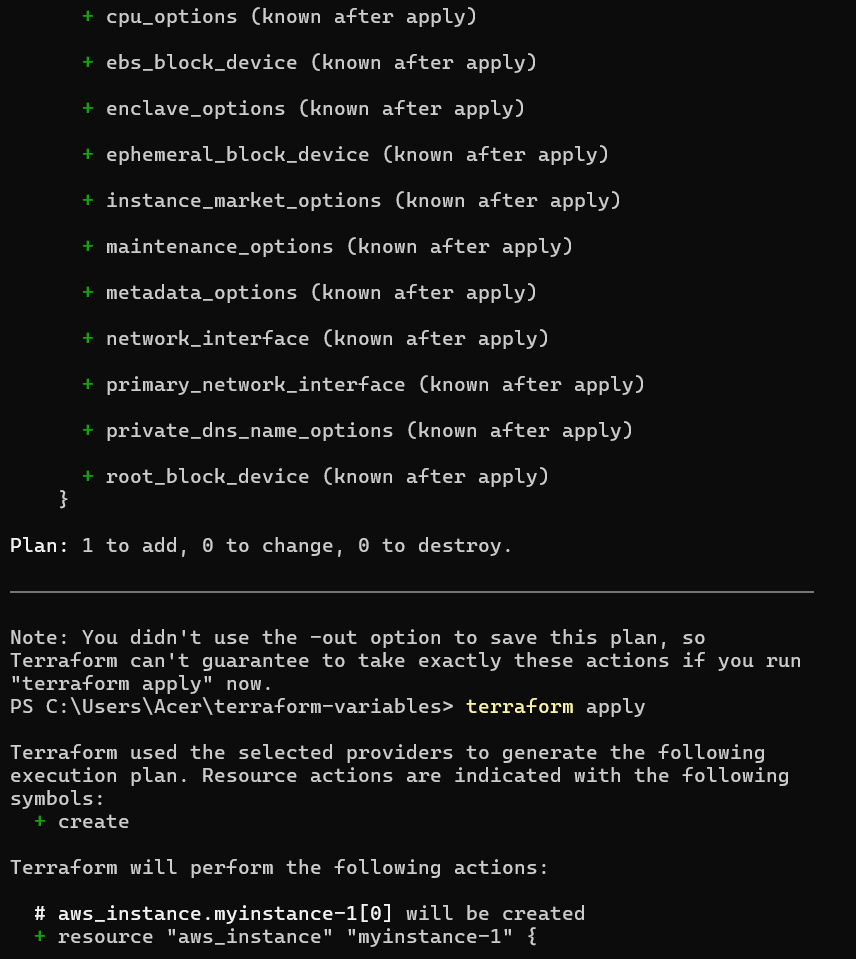 + cpu_options (known after apply)
+ ebs_block_device (known after apply)
+ enclave_options (known after apply)
+ ephemeral_block_device (known after apply)
+ instance_market_options (known after apply)
+ maintenance_options (known after apply)
+ metadata_options (known after apply)
+ network_interface (known after apply)
+ primary_network_interface (known after apply)
+ private_dns_name_options (known after apply)
+ root_block_device (known after apply)
}
Plan: 1 to add, 0 to change, 0 to destroy.
Note: You didn't use the -out option to save this plan, so
Terraform can't guarantee to take exactly these actions if you run
"terraform apply" now.
PS C:\Users\Acer\terraform-variables> terraform apply
Terraform used the selected providers to generate the following
execution plan. Resource actions are indicated with the following
symbols:
+ create
Terraform will perform the following actions:
# aws_instance.myinstance-1[0] will be created
+ resource "aws_instance" "myinstance-1" {